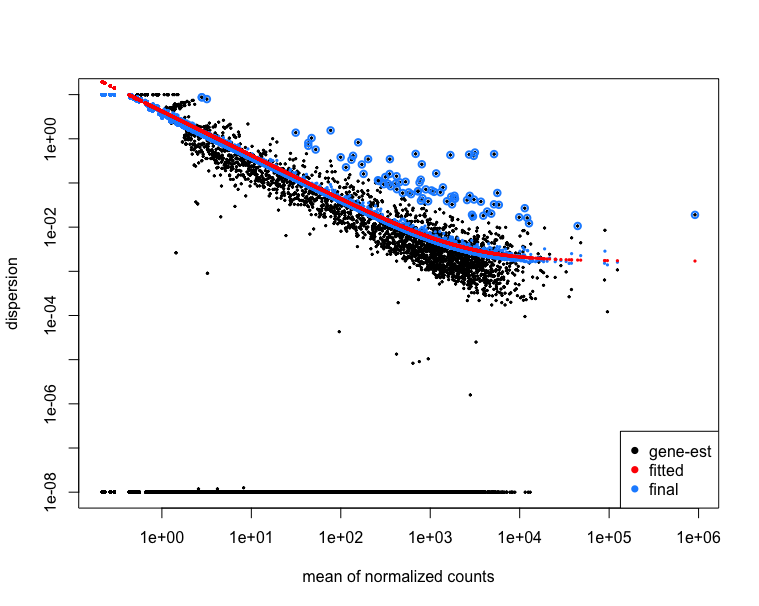 dispersion
1e+00
1e-02
1e-04
1e-06
1e-08
gene-est
fitted
final
1e+00 1e+01 1e+02 1e+03 1e+04 1e+05 1e+06
mean of normalized counts